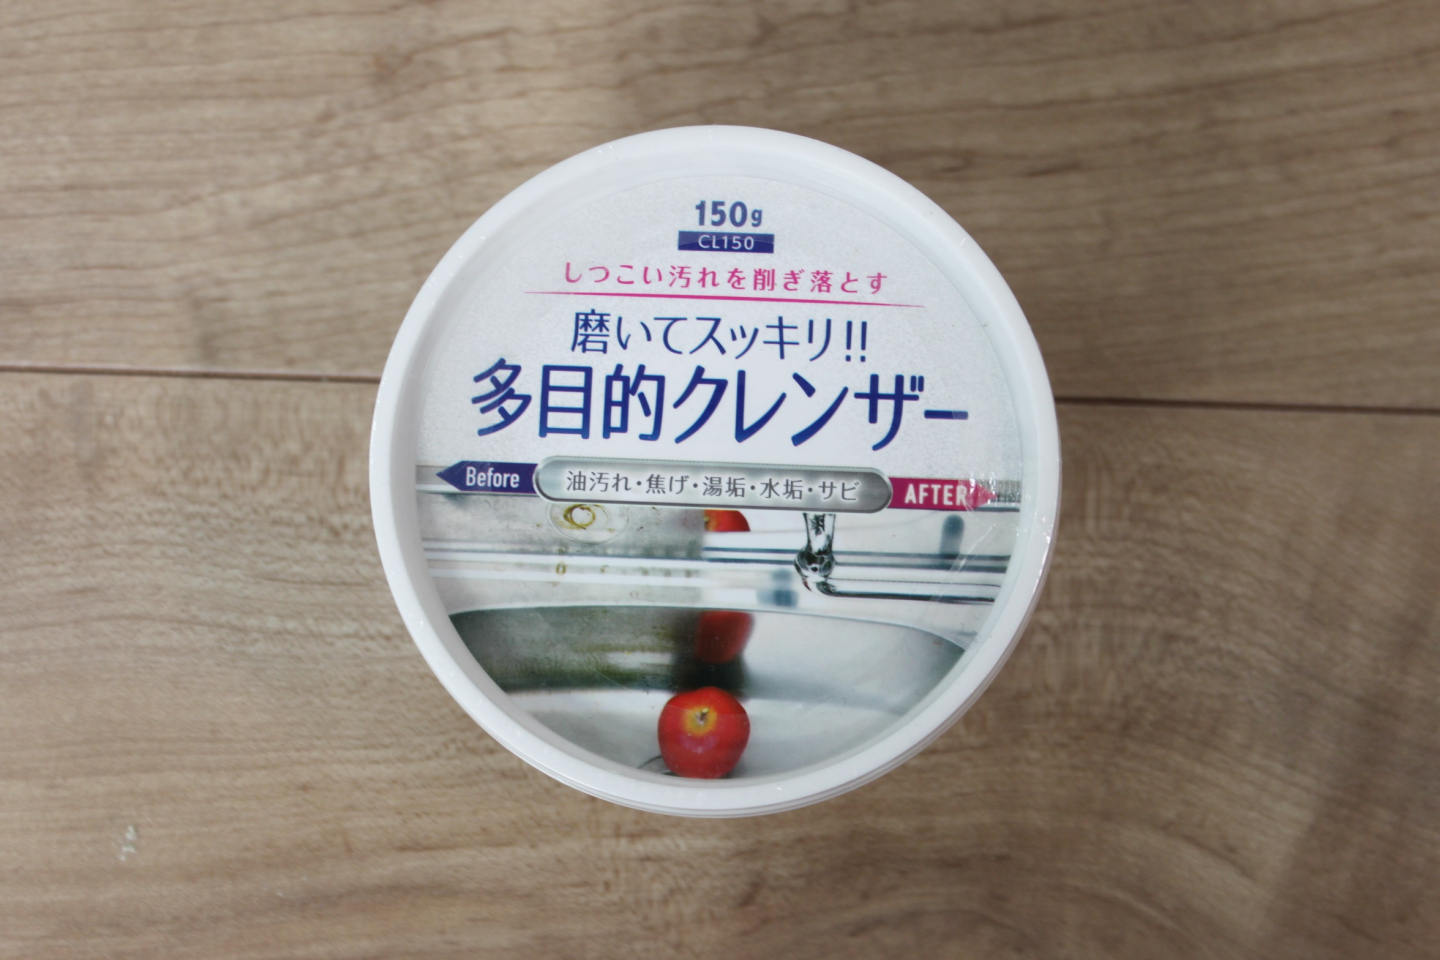 150g
CL150
しつこい汚れを削ぎ落とす
磨いてスッキリ!!
多目的クレンザー
Before 油汚れ・焦げ・湯垢・水垢・サビ AFTER